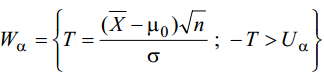 W_α = { T = (X̅ − μ₀)√n / σ ; −T > U_α }